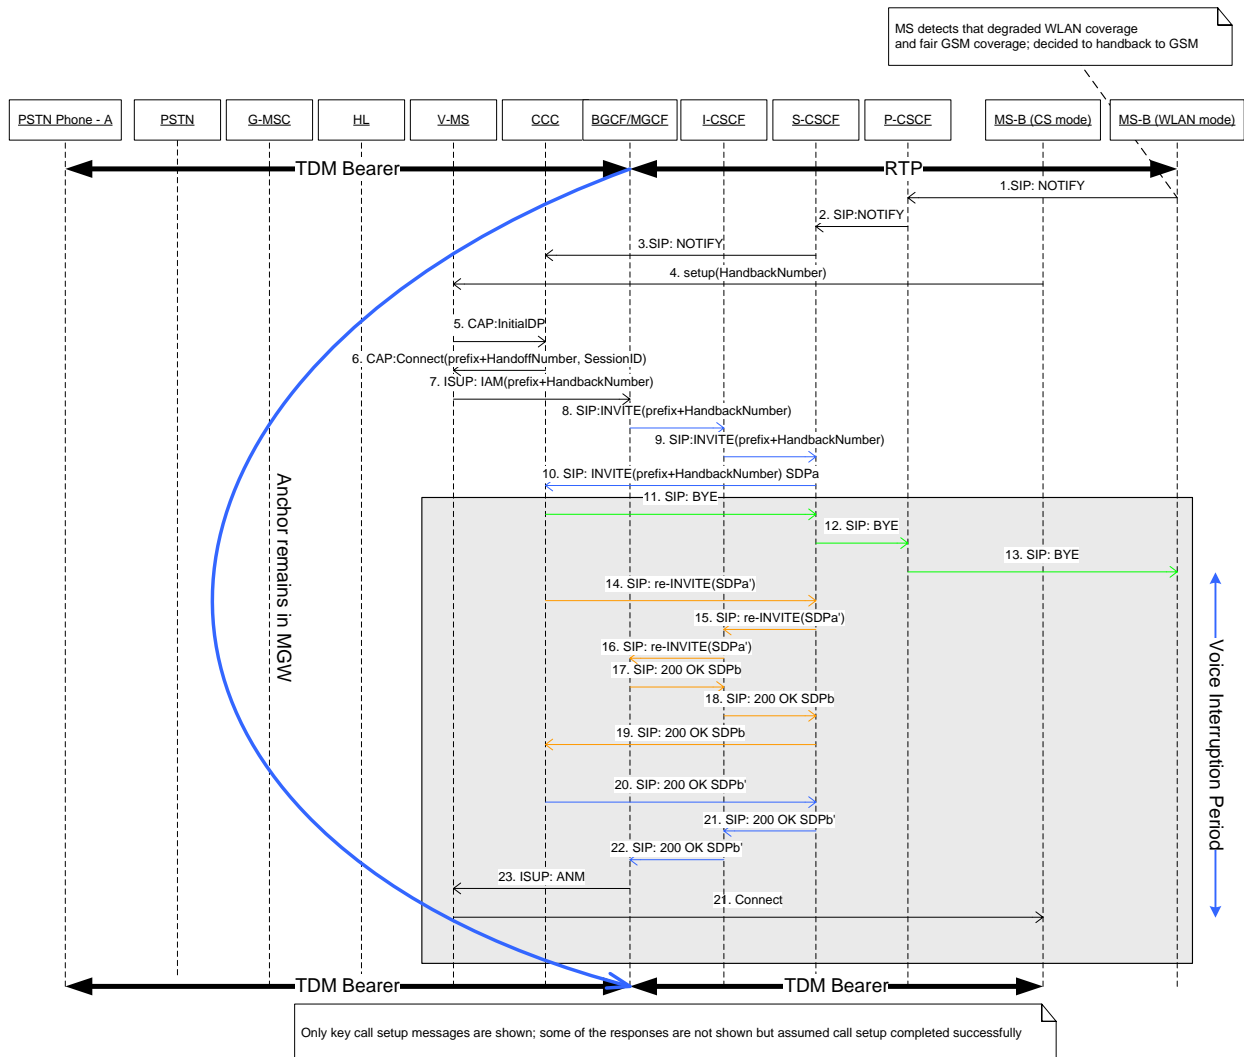 MS detects that degraded WLAN coverage
and fair GSM coverage; decided to handback to GSM
PSTN Phone - A
PSTN
G-MSC
HL
V-MS
CCC
BGCF/MGCF
I-CSCF
S-CSCF
P-CSCF
MS-B (CS mode)
MS-B (WLAN mode)
TDM Bearer
RTP
1.SIP: NOTIFY
2. SIP:NOTIFY
3.SIP: NOTIFY
4. setup(HandbackNumber)
5. CAP:InitialDP
6. CAP:Connect(prefix+HandoffNumber, SessionID)
7. ISUP: IAM(prefix+HandbackNumber)
8. SIP:INVITE(prefix+HandbackNumber)
9. SIP:INVITE(prefix+HandbackNumber)
10. SIP: INVITE(prefix+HandbackNumber) SDPa
11. SIP: BYE
12. SIP: BYE
13. SIP: BYE
14. SIP: re-INVITE(SDPa')
15. SIP: re-INVITE(SDPa')
16. SIP: re-INVITE(SDPa')
17. SIP: 200 OK SDPb
18. SIP: 200 OK SDPb
19. SIP: 200 OK SDPb
20. SIP: 200 OK SDPb'
21. SIP: 200 OK SDPb'
22. SIP: 200 OK SDPb'
23. ISUP: ANM
21. Connect
Anchor remains in MGW
Voice Interruption Period
TDM Bearer
TDM Bearer
Only key call setup messages are shown; some of the responses are not shown but assumed call setup completed successfully